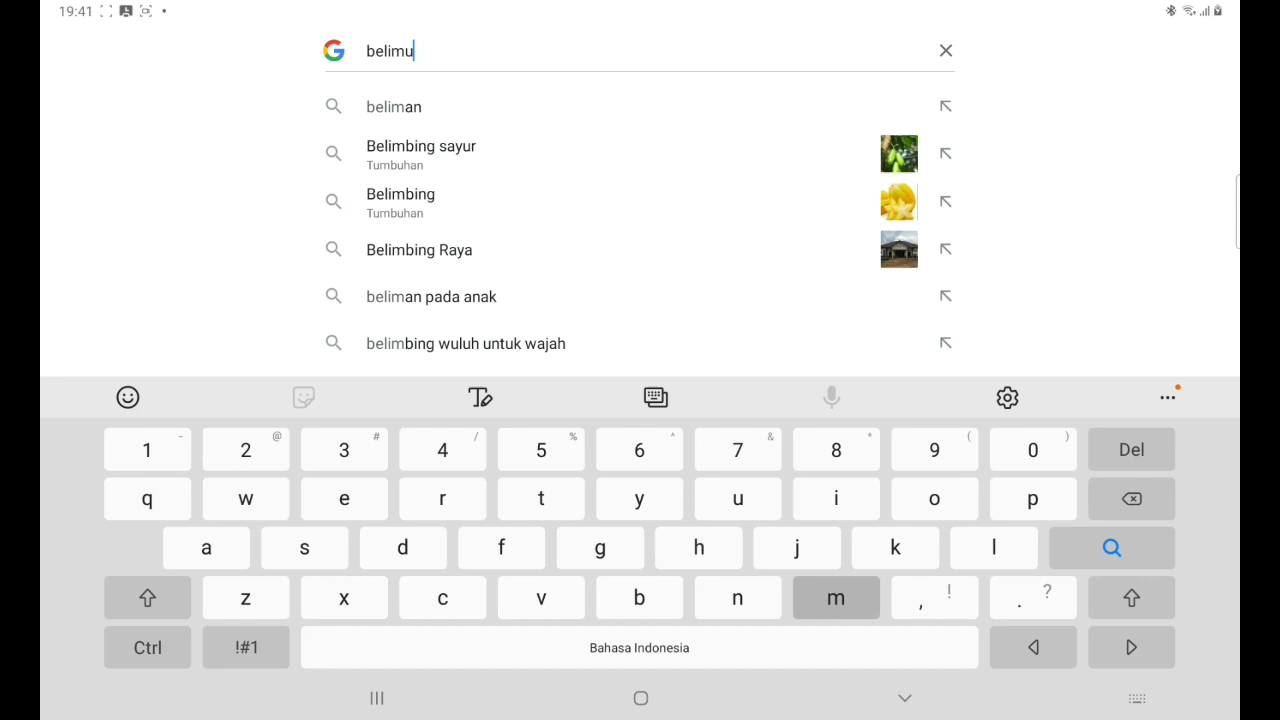 19:41
belimu
beliman
Belimbing sayur
Tumbuhan
Belimbing
Tumbuhan
Belimbing Raya
beliman pada anak
belimbing wuluh untuk wajah
1 - 2 @ 3 # 4 / 5 % 6 ^ 7 & 8 * 9 ( 0 ) Del
q w e r t y u i o p
a s d f g h j k l
z x c v b n m , ! . ?
Ctrl !#1 Bahasa Indonesia